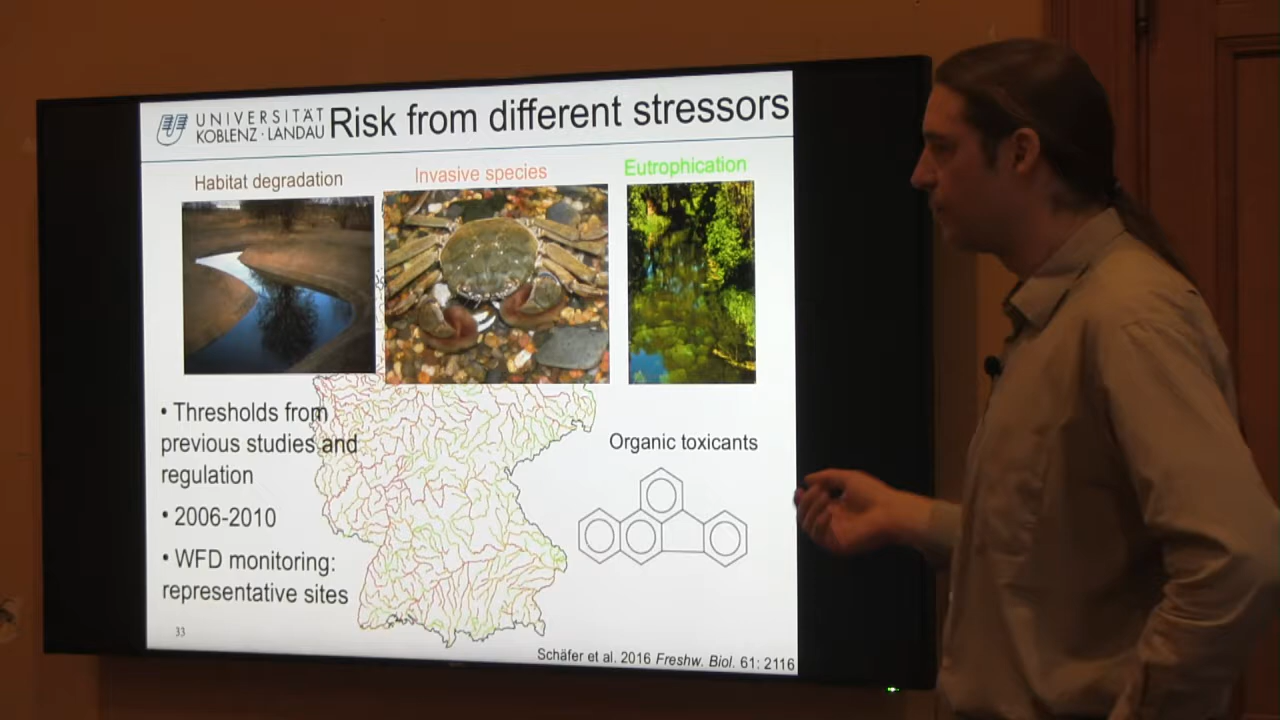 UNIVERSITÄT
KOBLENZ · LANDAU
Risk from different stressors
Habitat degradation
Invasive species
Eutrophication
• Thresholds from
previous studies and
regulation
• 2006-2010
• WFD monitoring:
representative sites
Organic toxicants
33
Schäfer et al. 2016 Freshw. Biol. 61: 2116